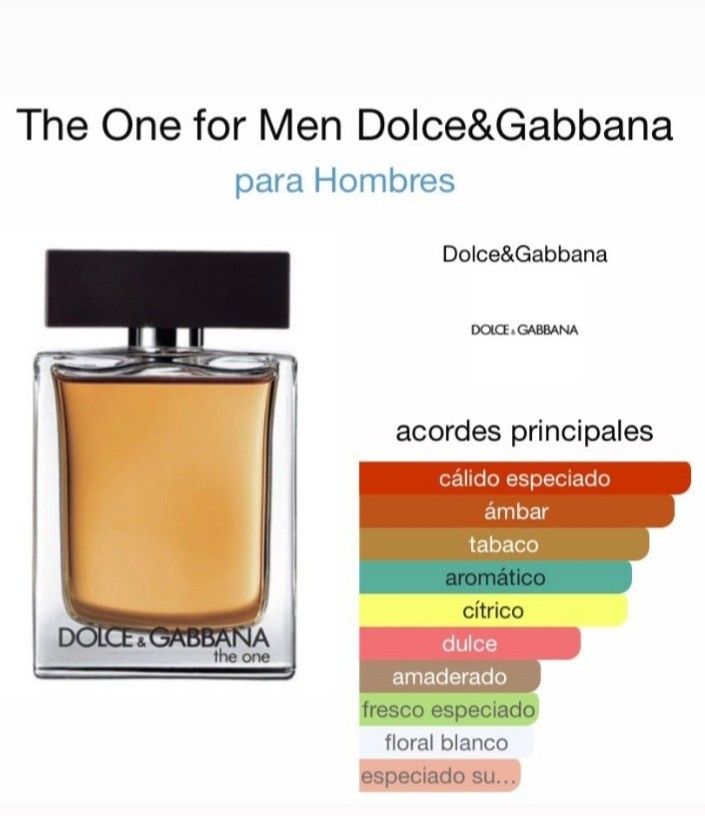 The One for Men Dolce&Gabbana
para Hombres
Dolce&Gabbana
DOLCE & GABBANA
acordes principales
cálido especiado
ámbar
tabaco
aromático
cítrico
dulce
amaderado
fresco especiado
floral blanco
especiado su...
DOLCE & GABBANA
the one